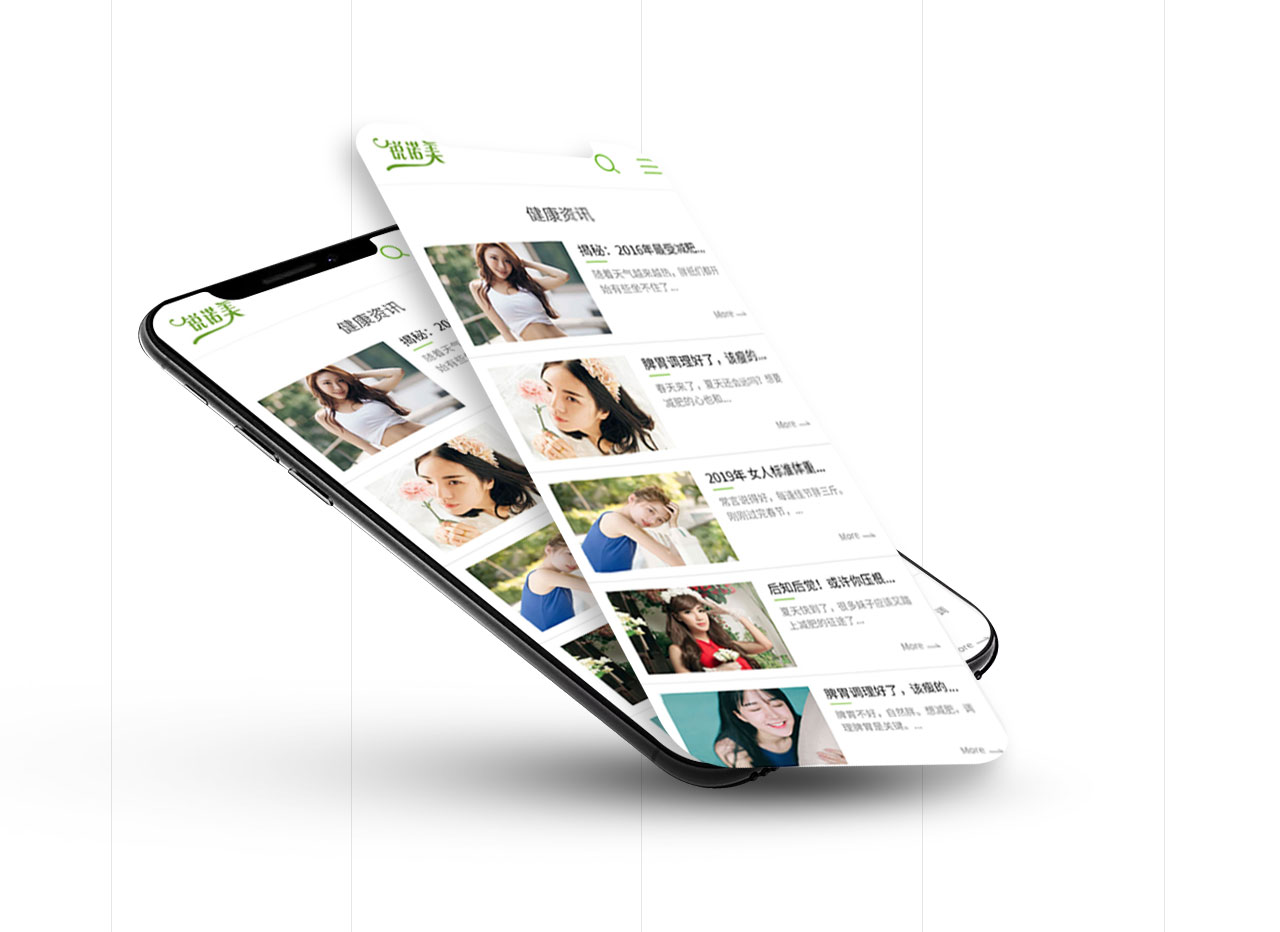 锐诺美
健康资讯
揭秘：2016年最受减肥...
随着天气越来越热，胖纸们都开
始有些坐不住了...
More
脾胃调理好了，该瘦的...
春天来了，夏天还会远吗？想要
减肥的心也和...
More
2019年 女人标准体重...
常言说得好，每逢佳节胖三斤。
刚刚过完春节，...
More
后知后觉！或许你压根...
夏天快到了，很多妹子应该又踏
上减肥的征途了...
More
脾胃调理好了，该瘦的...
脾胃不好，自然胖。想减肥，调
理脾胃是关键。...
More
锐诺美
健康资讯
揭秘：20
随着天气
始有些坐